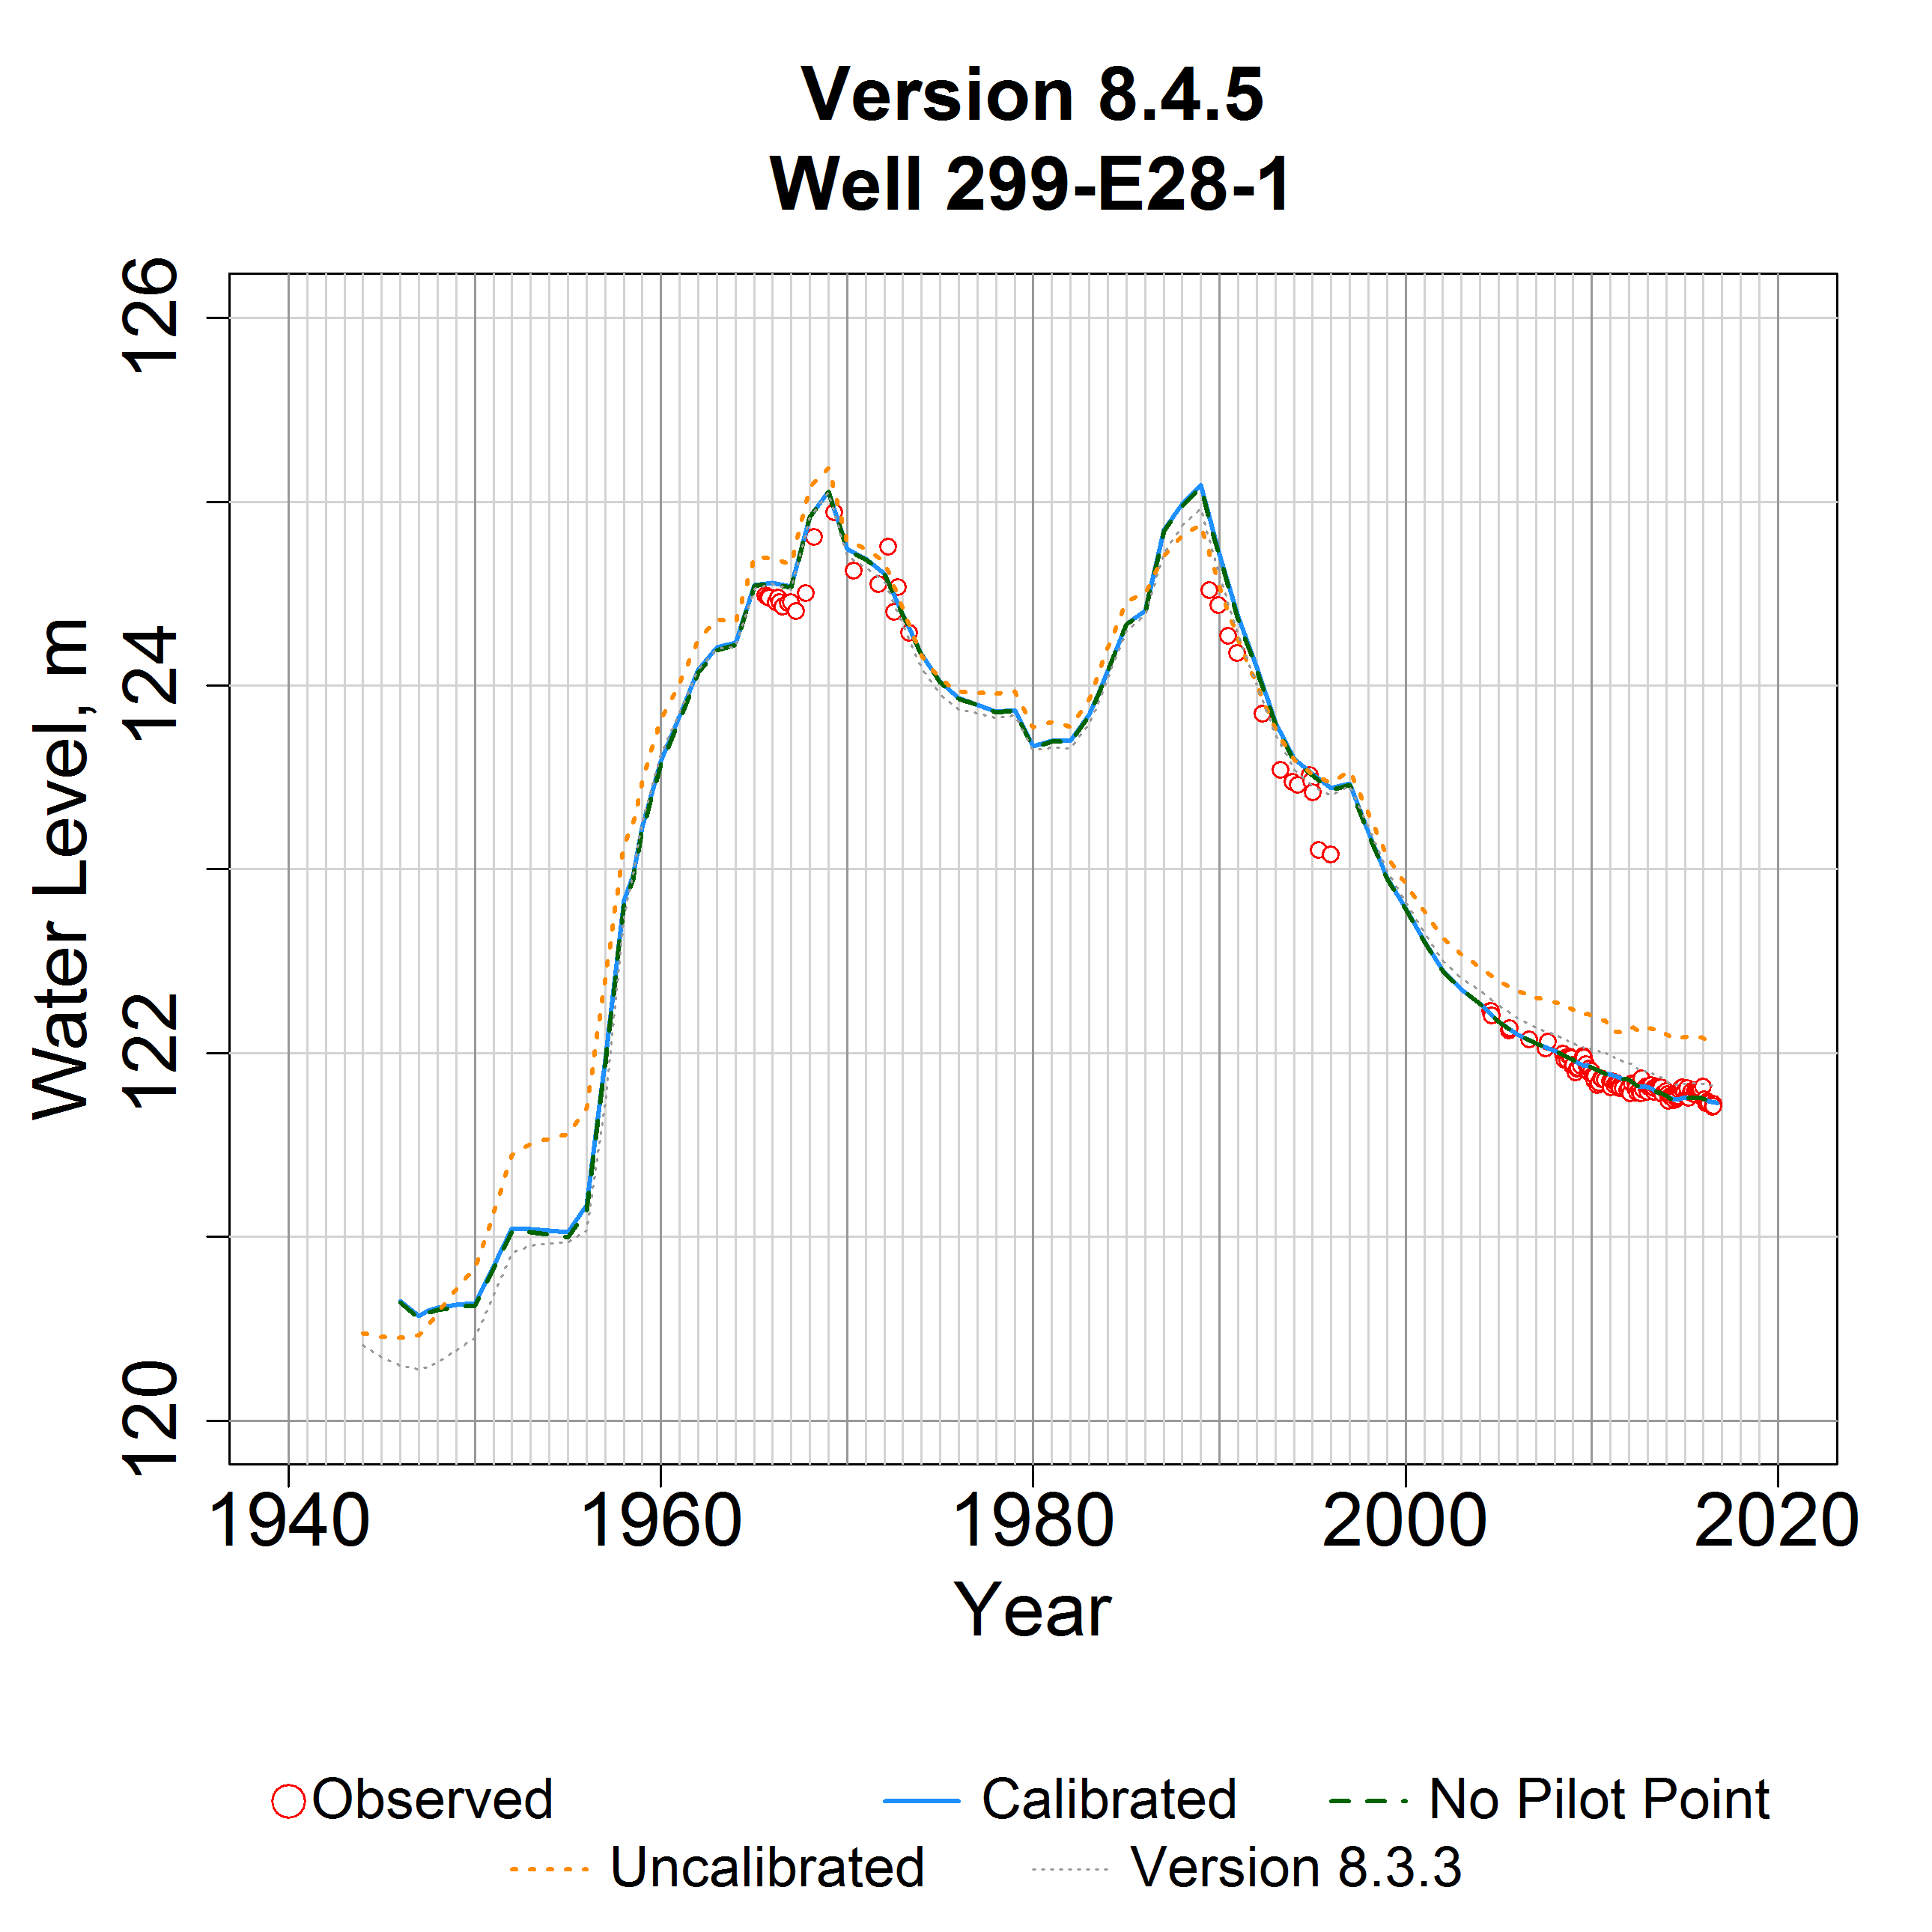 Version 8.4.5
Well 299-E28-1
Water Level, m
126
124
122
120
1940 1960 1980 2000 2020
Year
Observed Calibrated No Pilot Point
Uncalibrated Version 8.3.3